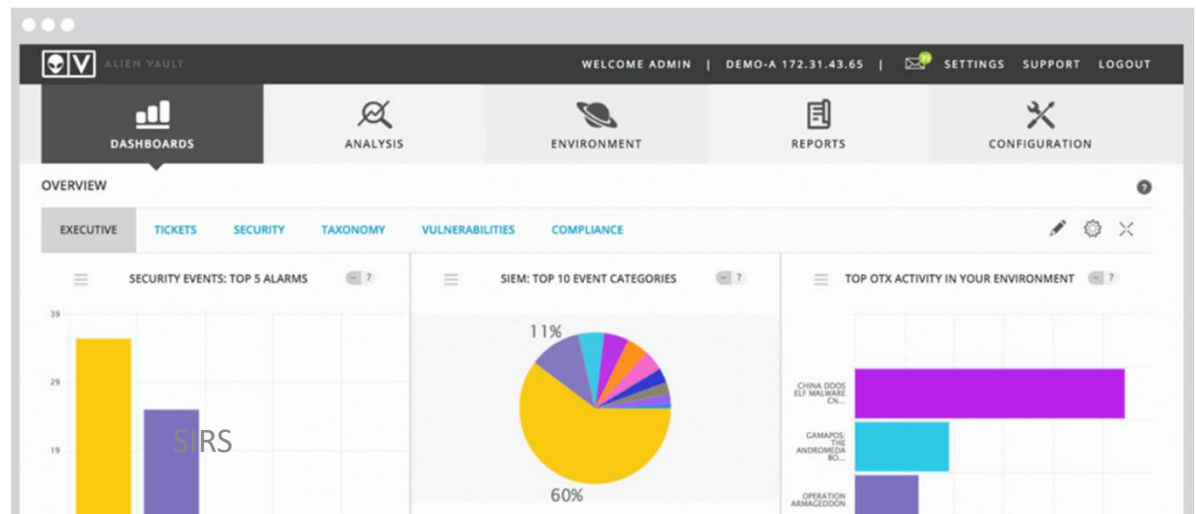 ALIEN VAULT
WELCOME ADMIN | DEMO-A 172.31.43.65 | SETTINGS SUPPORT LOGOUT
DASHBOARDS
ANALYSIS
ENVIRONMENT
REPORTS
CONFIGURATION
OVERVIEW
?
EXECUTIVE
TICKETS
SECURITY
TAXONOMY
VULNERABILITIES
COMPLIANCE
SECURITY EVENTS: TOP 5 ALARMS
– ?
39
29
19
SIRS
SIEM: TOP 10 EVENT CATEGORIES
– ?
11%
60%
TOP OTX ACTIVITY IN YOUR ENVIRONMENT
– ?
CHINA DDOS
ELF MALWARE
CN...
GAMAPOS:
THE
ANDROMEDA
BO...
OPERATION
ARMAGEDDON